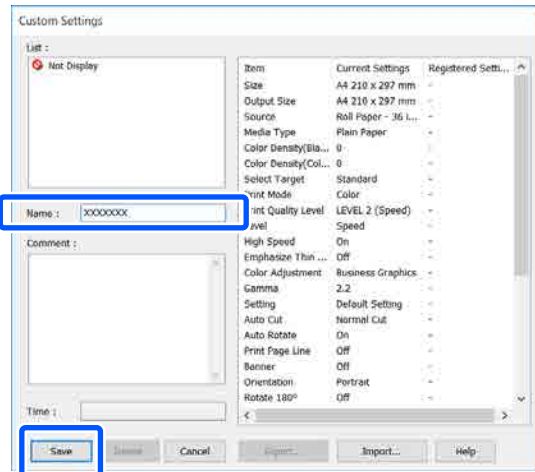 Custom Settings
List :
Not Display
Item Current Settings Registered Setti...
Size A4 210 x 297 mm -
Output Size A4 210 x 297 mm -
Source Roll Paper - 36 i... -
Media Type Plain Paper -
Color Density(Bla... 0 -
Color Density(Col... 0 -
Select Target Standard -
Print Mode Color -
Name : XXXXXXX
Print Quality Level LEVEL 2 (Speed) -
Level Speed -
Comment :
High Speed On -
Emphasize Thin ... Off -
Color Adjustment Business Graphics -
Gamma 2.2 -
Setting Default Setting -
Auto Cut Normal Cut -
Auto Rotate On -
Print Page Line Off -
Banner Off -
Orientation Portrait -
Time :
Rotate 180° Off -
Save Delete Cancel Export... Import... Help